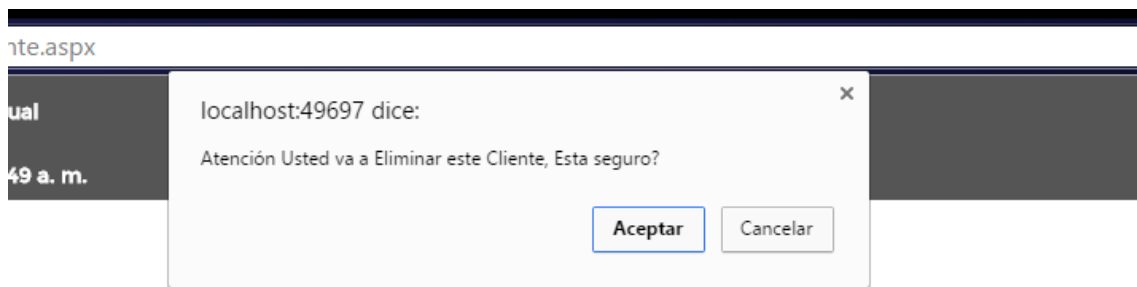 nte.aspx
ual
localhost:49697 dice:
Atención Usted va a Eliminar este Cliente, Esta seguro?
49 a. m.
Aceptar
Cancelar